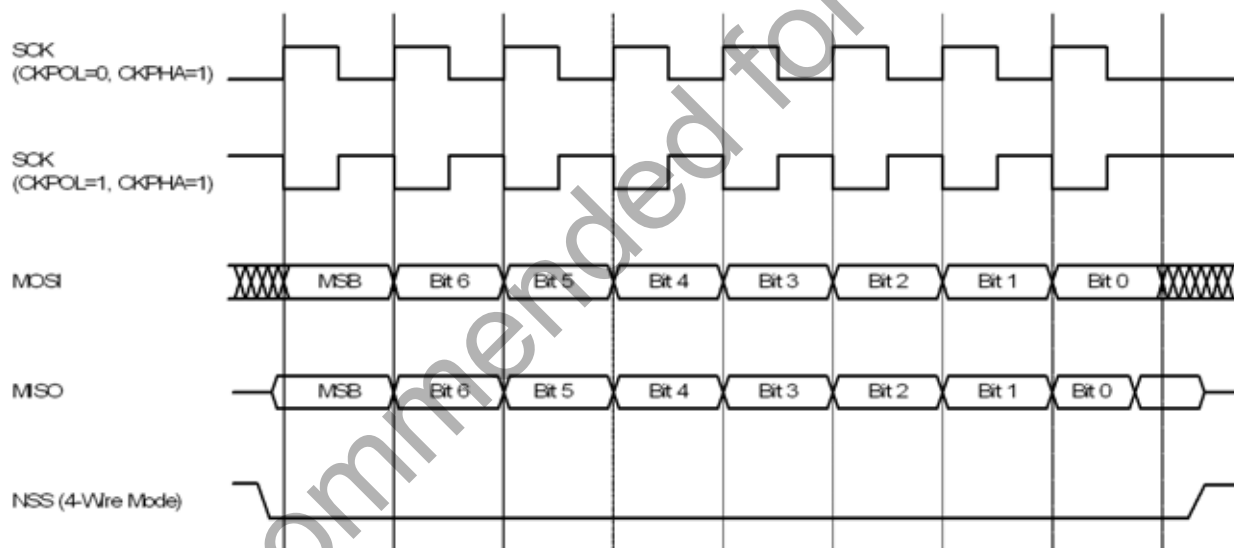 SCK
(CKPOL=0, CKPHA=1)
SCK
(CKPOL=1, CKPHA=1)
MOSI
MSB Bit 6 Bit 5 Bit 4 Bit 3 Bit 2 Bit 1 Bit 0
MISO
MSB Bit 6 Bit 5 Bit 4 Bit 3 Bit 2 Bit 1 Bit 0
NSS (4-Wire Mode)
ommended for